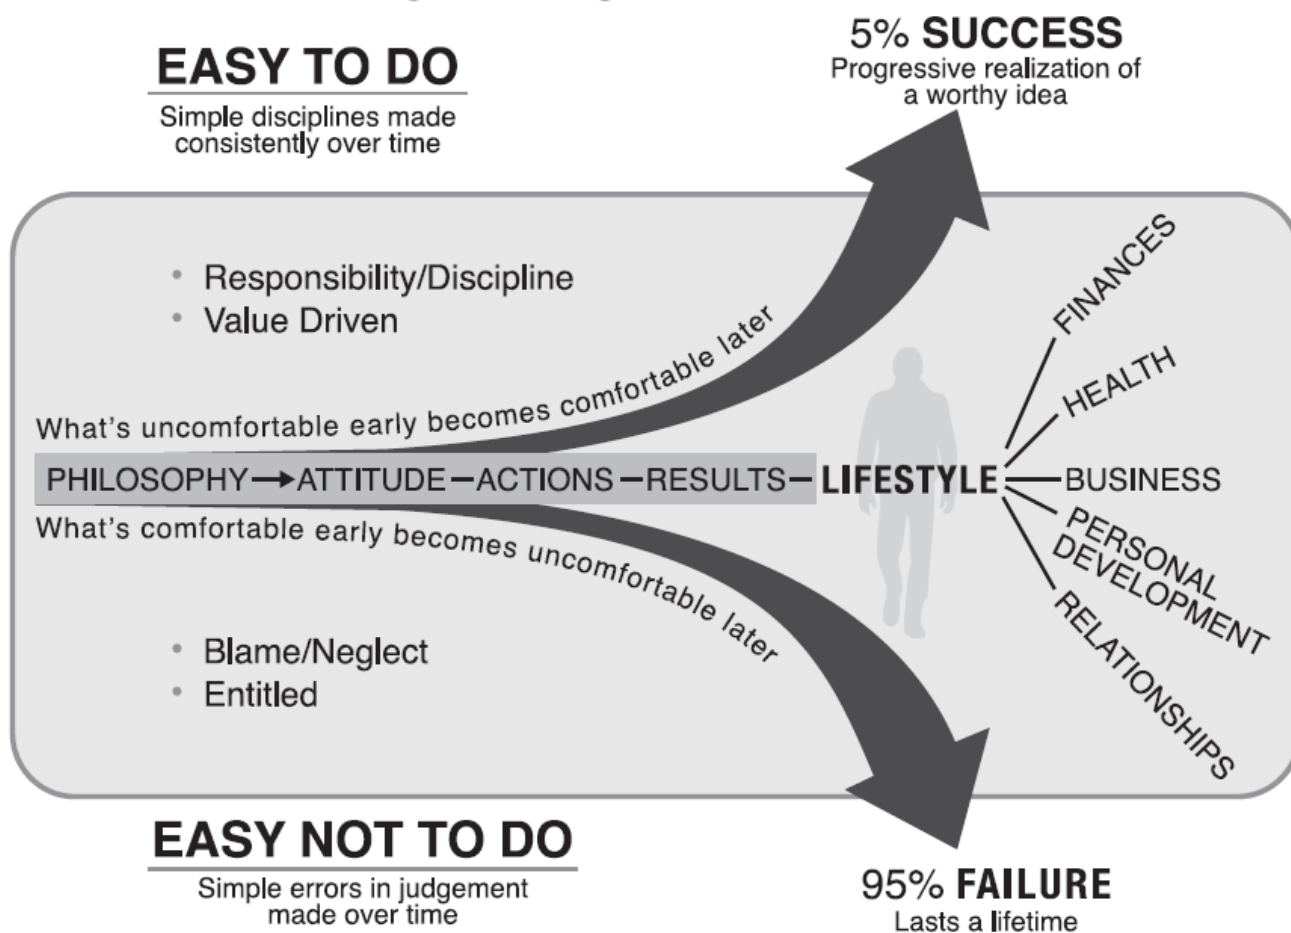 EASY TO DO
Simple disciplines made
consistently over time
5% SUCCESS
Progressive realization of
a worthy idea
• Responsibility/Discipline
• Value Driven
What's uncomfortable early becomes comfortable later
PHILOSOPHY→ATTITUDE–ACTIONS–RESULTS–LIFESTYLE
What's comfortable early becomes uncomfortable later
FINANCES
HEALTH
BUSINESS
PERSONAL
DEVELOPMENT
RELATIONSHIPS
• Blame/Neglect
• Entitled
EASY NOT TO DO
Simple errors in judgement
made over time
95% FAILURE
Lasts a lifetime